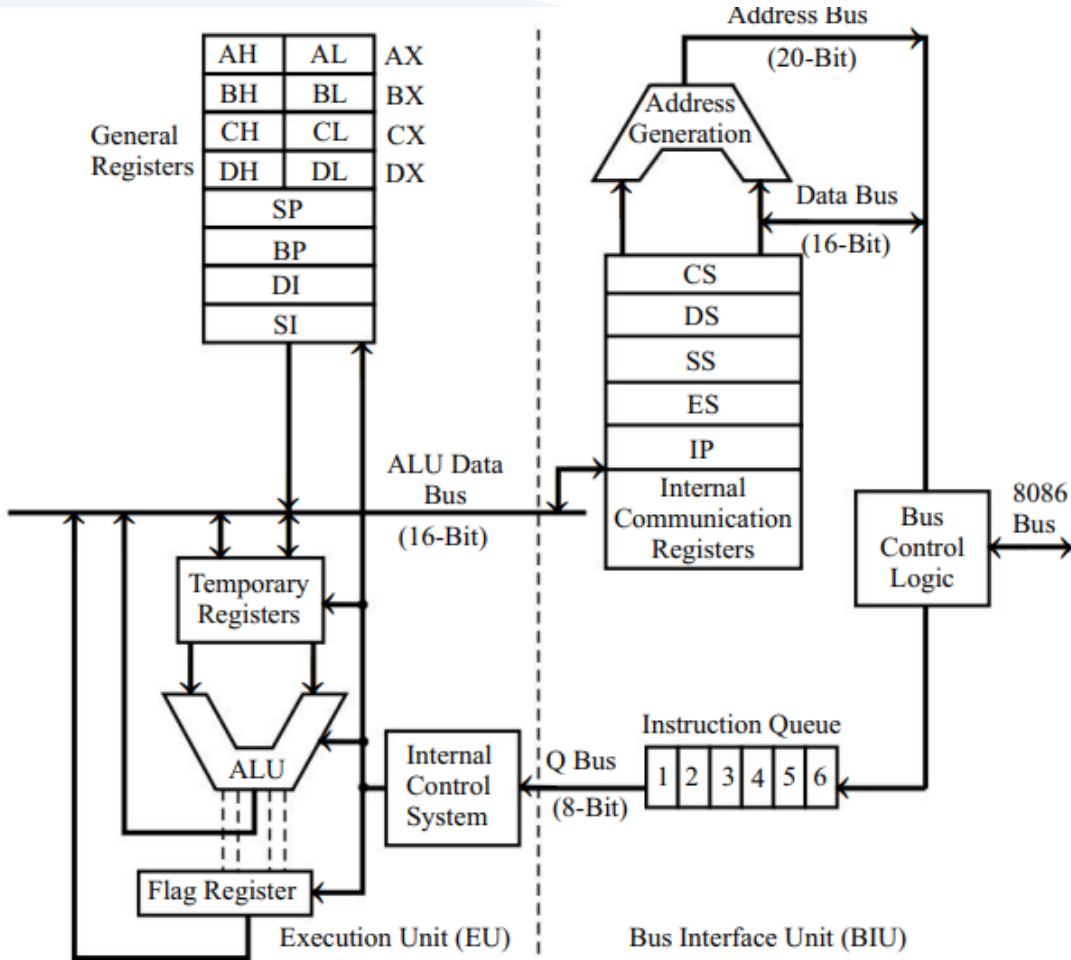 AH AL AX
BH BL BX
CH CL CX
DH DL DX
General
Registers
SP
BP
DI
SI
ALU Data
Bus
(16-Bit)
Temporary
Registers
ALU
Internal
Control
System
Flag Register
Execution Unit (EU)
Address Bus
(20-Bit)
Address
Generation
Data Bus
(16-Bit)
CS
DS
SS
ES
IP
Internal
Communication
Registers
Bus
Control
Logic
8086
Bus
Instruction Queue
1 2 3 4 5 6
Q Bus
(8-Bit)
Bus Interface Unit (BIU)